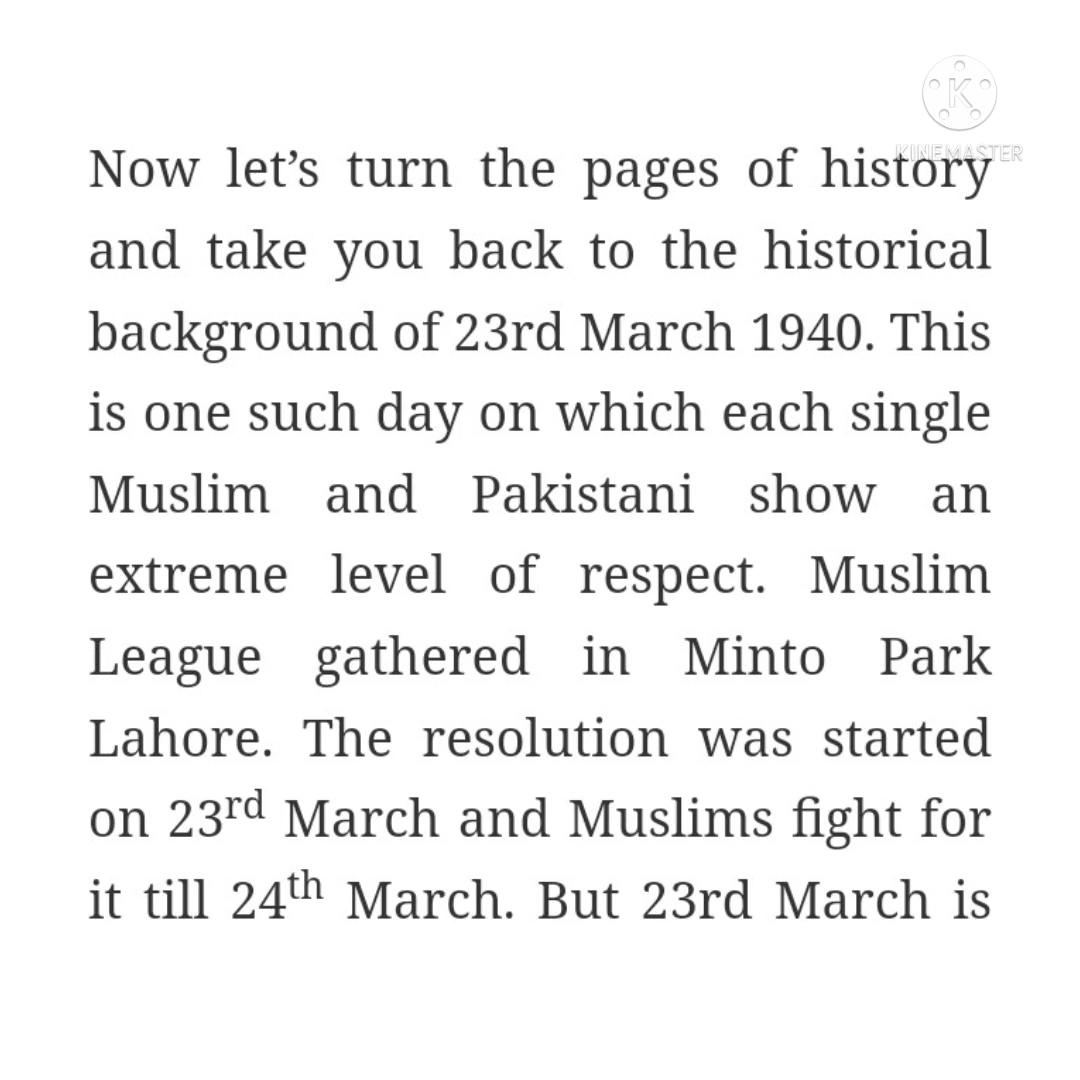 K
KINEMASTER
Now let’s turn the pages of history
and take you back to the historical
background of 23rd March 1940. This
is one such day on which each single
Muslim and Pakistani show an
extreme level of respect. Muslim
League gathered in Minto Park
Lahore. The resolution was started
on 23rd March and Muslims fight for
it till 24th March. But 23rd March is